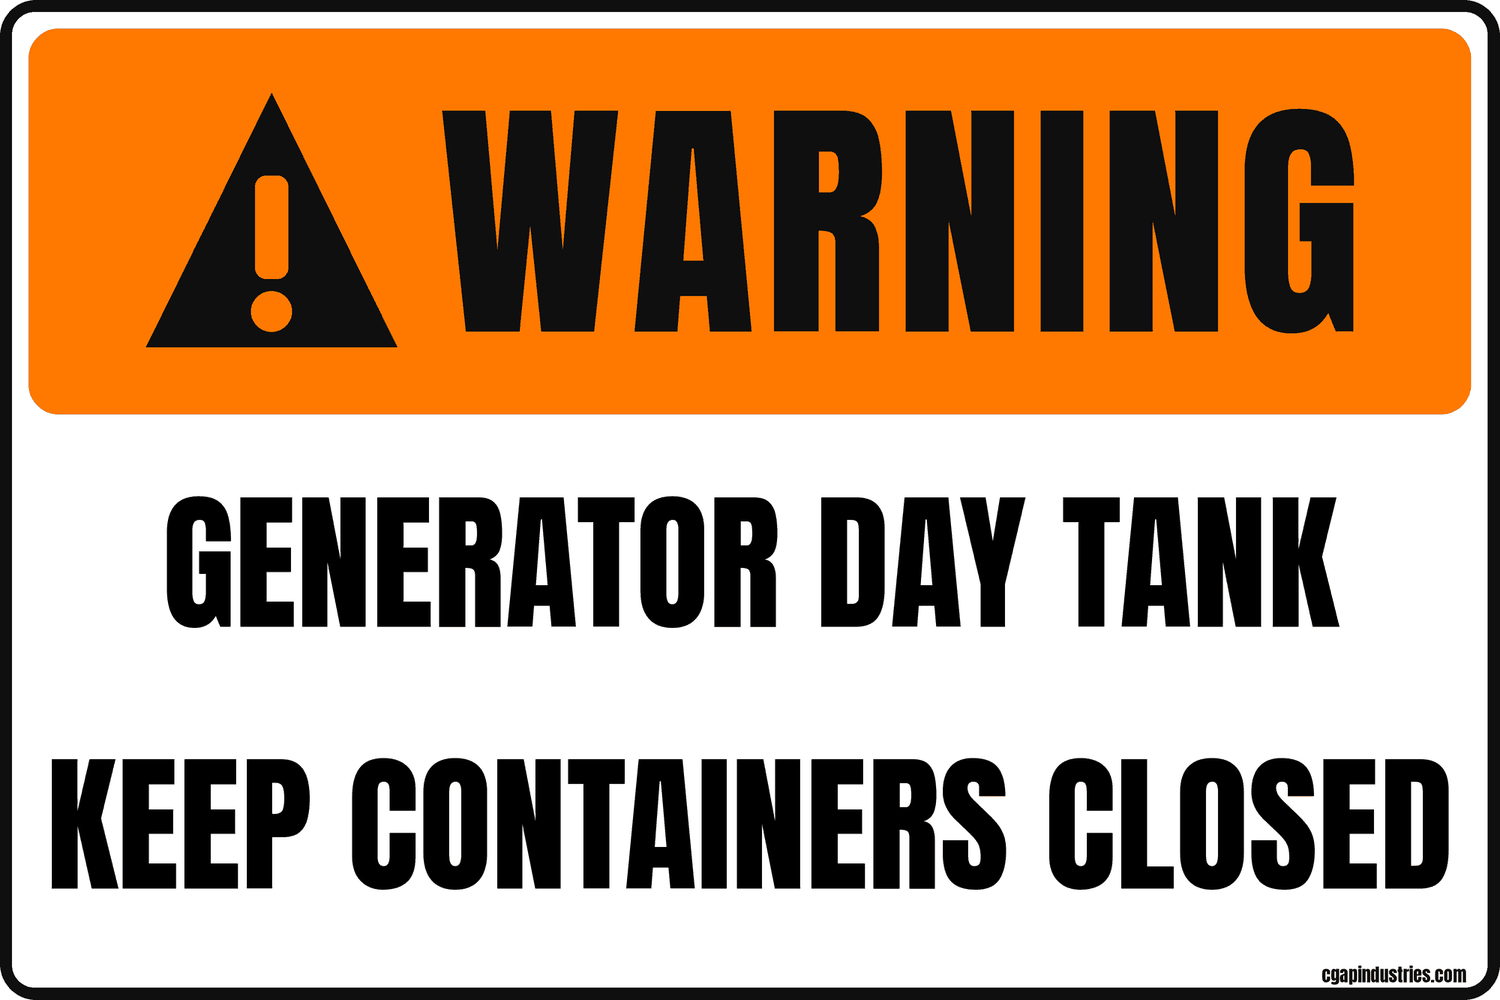 WARNING
GENERATOR DAY TANK
KEEP CONTAINERS CLOSED
cgapindustries.com